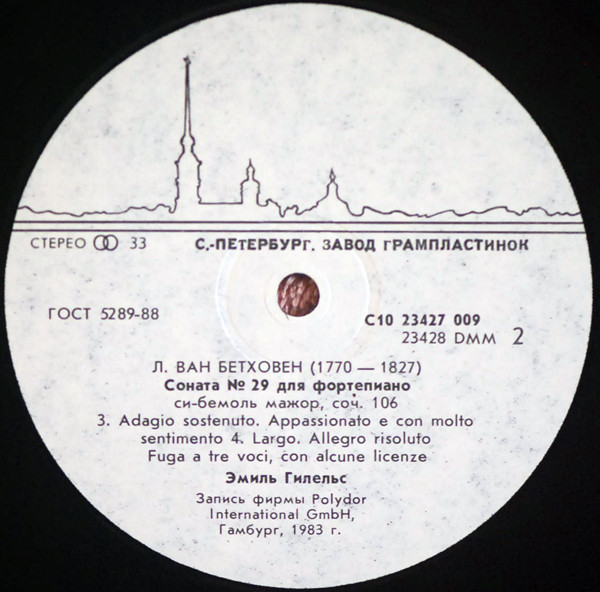 СТЕРЕО 33 С.-ПЕТЕРБУРГ. ЗАВОД ГРАМПЛАСТИНОК
ГОСТ 5289-88
С10 23427 009
23428 DMM 2
Л. ВАН БЕТХОВЕН (1770 — 1827)
Соната № 29 для фортепиано
си-бемоль мажор, соч. 106
3. Adagio sostenuto. Appassionato e con molto
sentimento 4. Largo. Allegro risoluto
Fuga a tre voci, con alcune licenze
Эмиль Гилельс
Запись фирмы Polydor
International GmbH,
Гамбург, 1983 г.